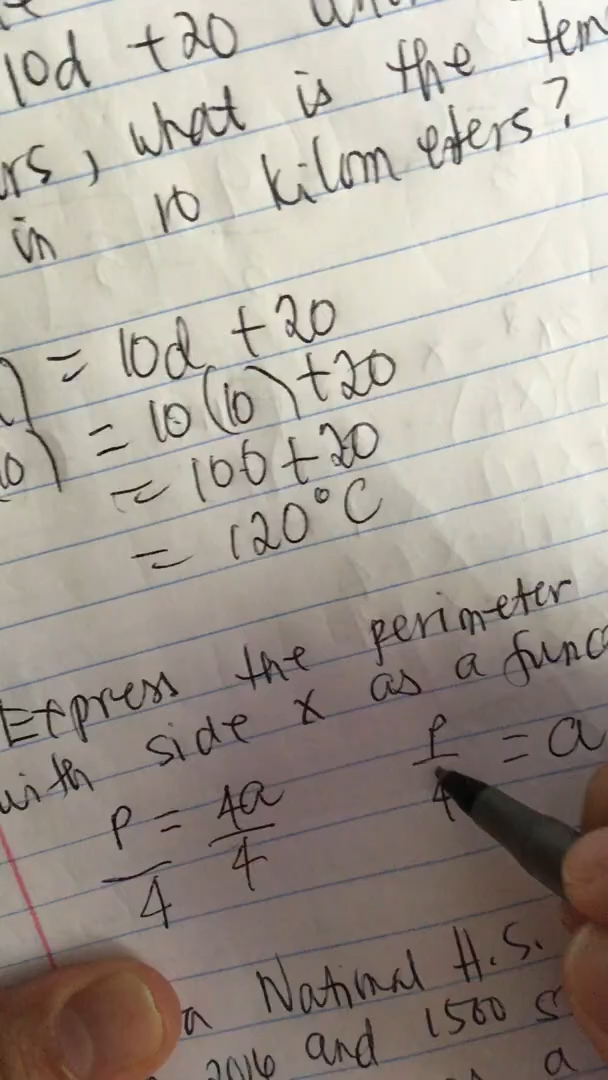 10d +20
, what is the
in 10 kilometers?
= 10d +20
= 10(10) +20
= 100+20
= 120°C
Express the perimeter
with side x as a
P/4 = 4a/4 P/4 = a
a National H.S.
2016 and 1500 s
a